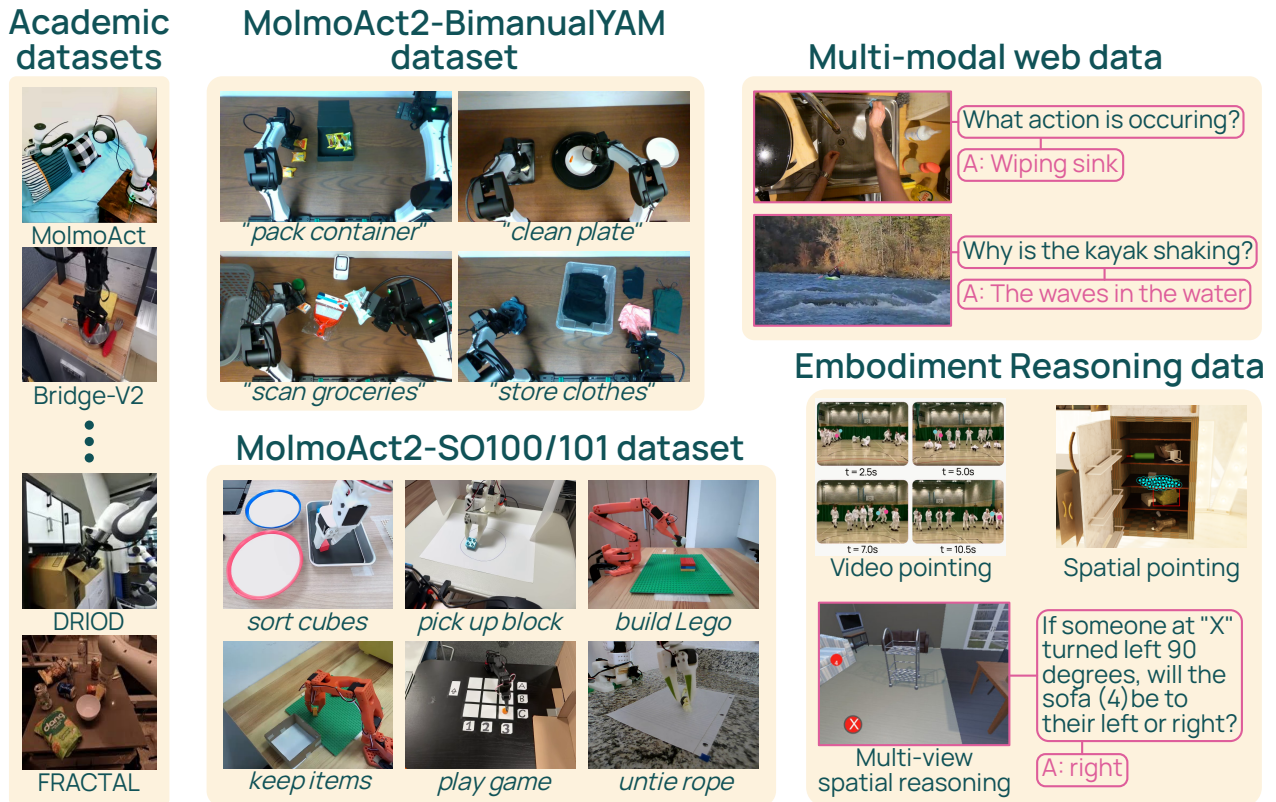 Academic
datasets
MolmoAct
Bridge-V2
DRIOD
FRACTAL
MolmoAct2-BimanualYAM
dataset
"pack container"
"clean plate"
"scan groceries"
"store clothes"
MolmoAct2-SO100/101 dataset
sort cubes
pick up block
build Lego
keep items
A
B
C
1 2 3
play game
untie rope
Multi-modal web data
What action is occuring?
A: Wiping sink
Why is the kayak shaking?
A: The waves in the water
Embodiment Reasoning data
t = 2.5s
t = 5.0s
t = 7.0s
t = 10.5s
Video pointing
Spatial pointing
X
Multi-view
spatial reasoning
If someone at "X"
turned left 90
degrees, will the
sofa (4)be to
their left or right?
A: right